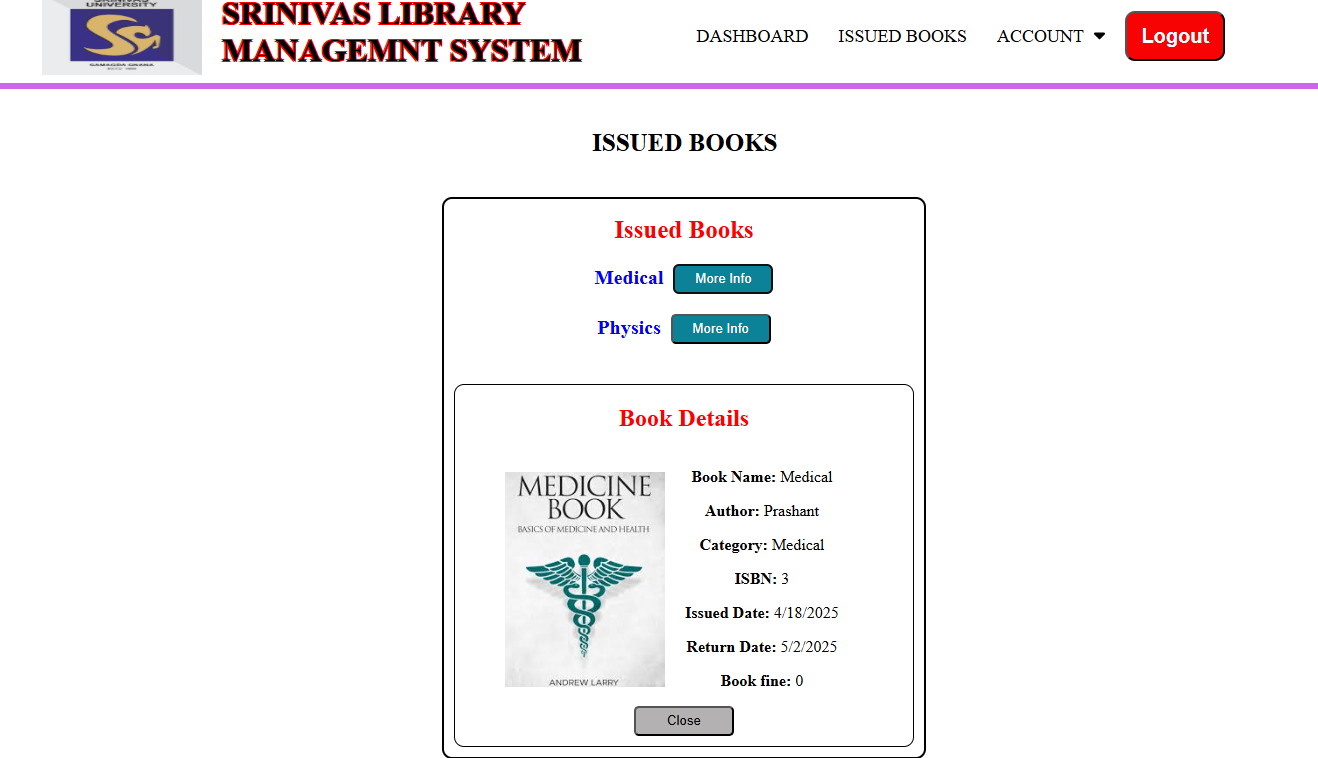 UNIVERSITY
SAMAGRA GNANA
SRINIVAS LIBRARY
MANAGEMNT SYSTEM
DASHBOARD
ISSUED BOOKS
ACCOUNT
Logout
ISSUED BOOKS
Issued Books
Medical More Info
Physics More Info
Book Details
MEDICINE
BOOK
BASICS OF MEDICINE AND HEALTH
ANDREW LARRY
Book Name: Medical
Author: Prashant
Category: Medical
ISBN: 3
Issued Date: 4/18/2025
Return Date: 5/2/2025
Book fine: 0
Close